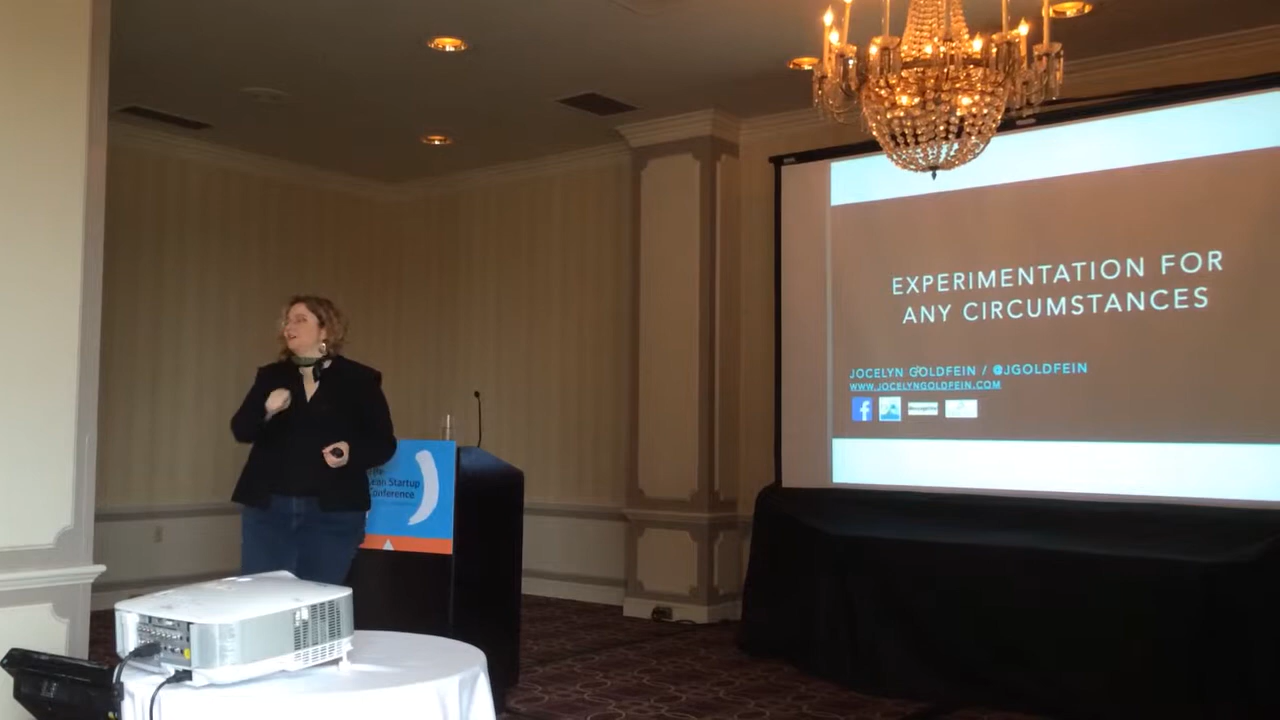 EXPERIMENTATION FOR
ANY CIRCUMSTANCES
JOCELYN GOLDFEIN / @JGOLDFEIN
WWW.JOCELYNGOLDFEIN.COM
f
Lean Startup
Conference